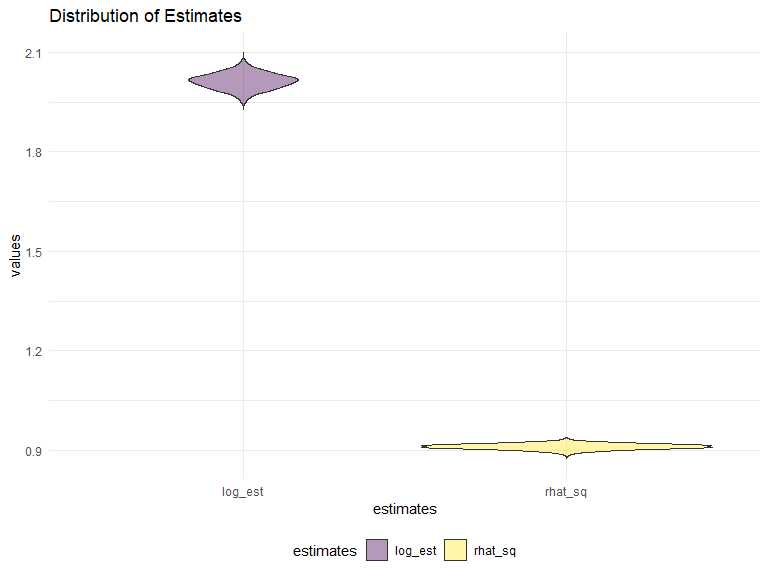 Distribution of Estimates
2.1
1.8
1.5
1.2
0.9
values
log_est rhat_sq
estimates
estimates log_est rhat_sq